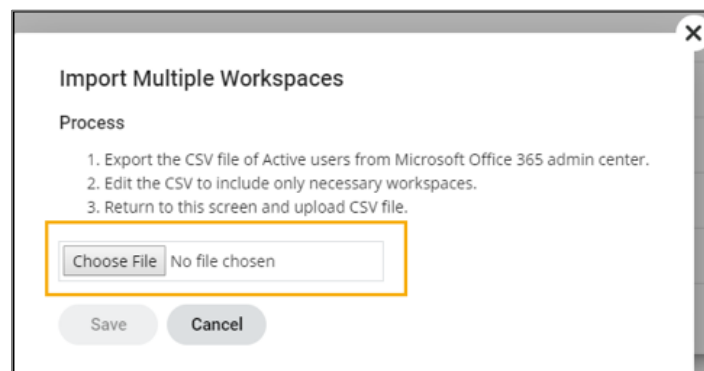 Import Multiple Workspaces
Process
1. Export the CSV file of Active users from Microsoft Office 365 admin center.
2. Edit the CSV to include only necessary workspaces.
3. Return to this screen and upload CSV file.
Choose File No file chosen
Save Cancel